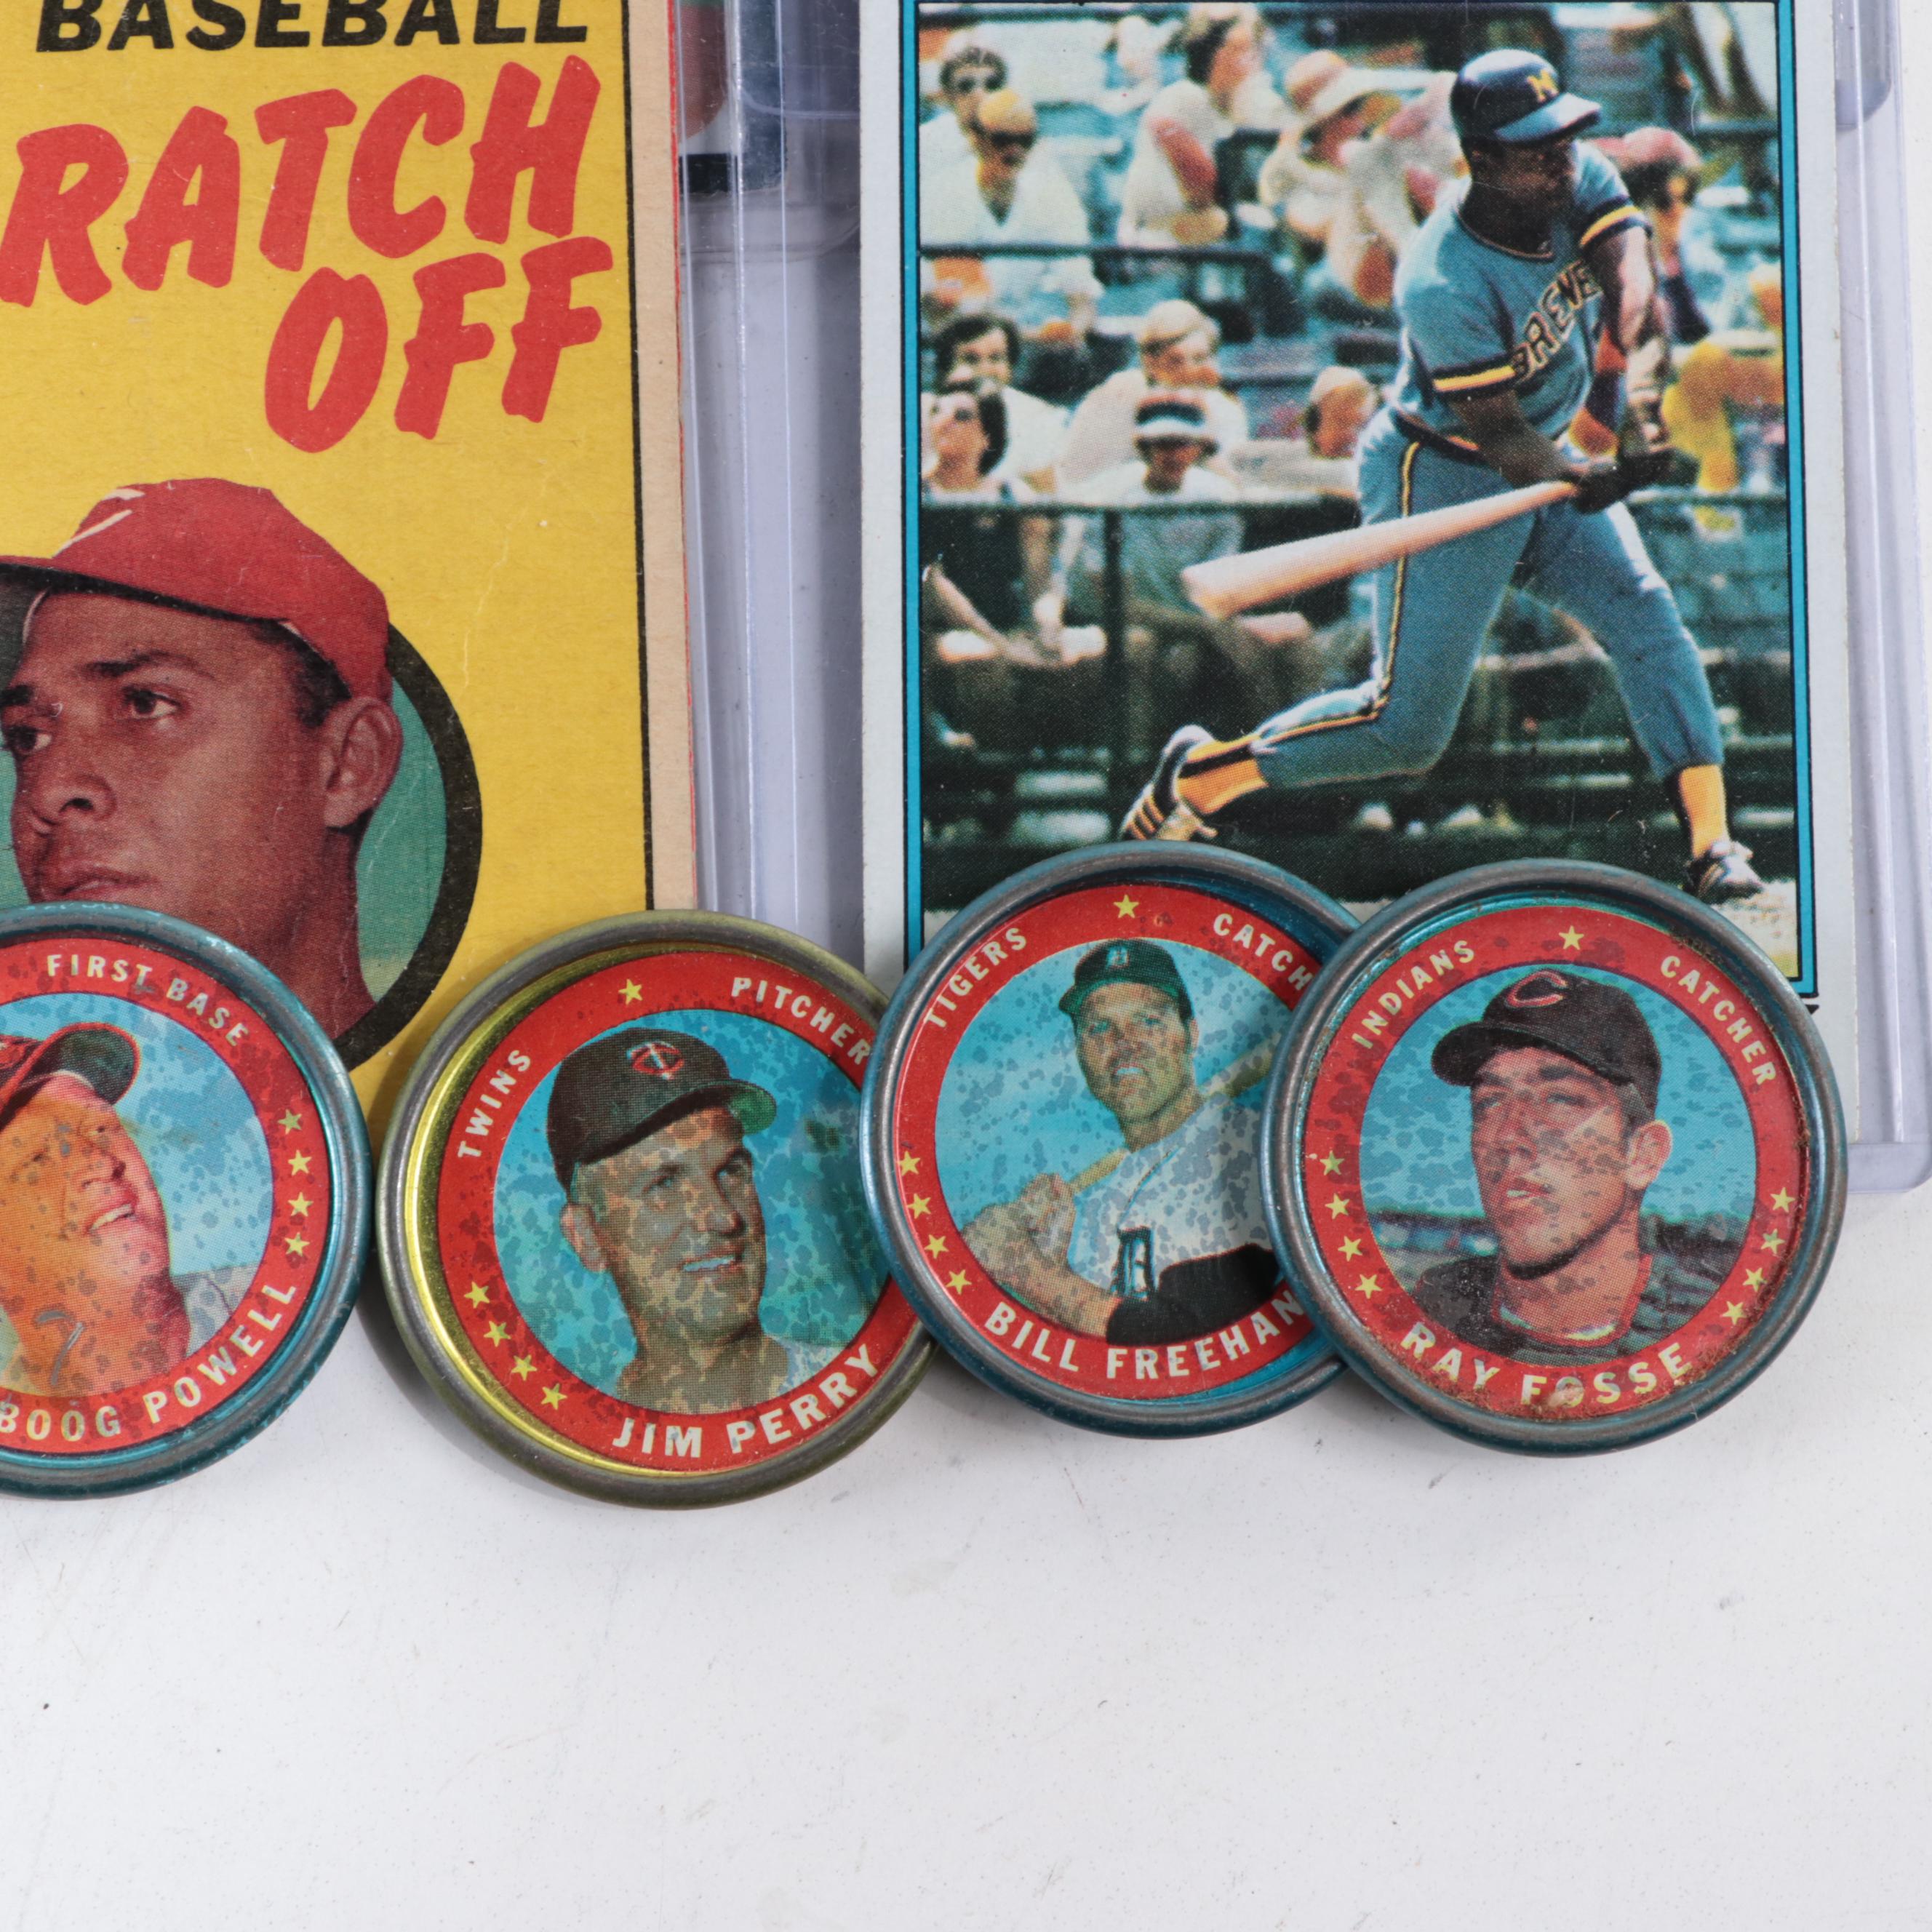 BASEBALL
RATCH
OFF
M
BREWE
FIRST BASE
BOOG POWELL
7
TWINS
PITCHER
JIM PERRY
TIGERS
CATCH
BILL FREEHAN
INDIANS
CATCHER
C
RAY FOSSE